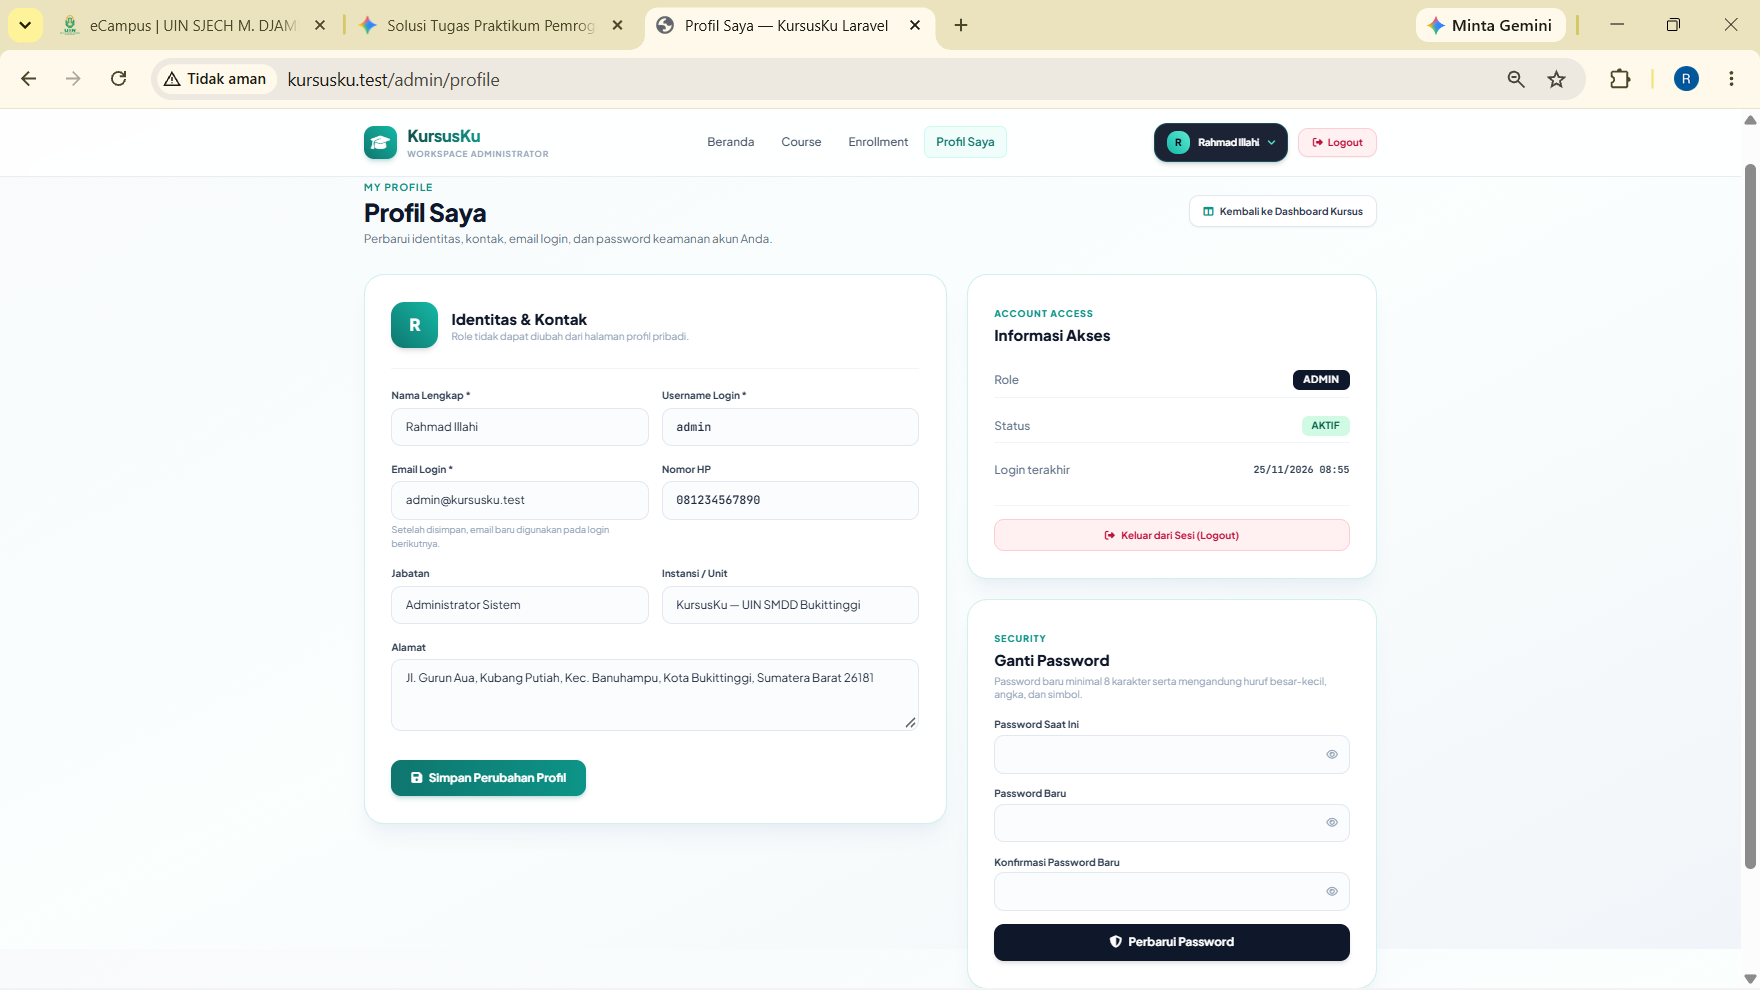 eCampus | UIN SJECH M. DJAM
Solusi Tugas Praktikum Pemrog
Profil Saya — KursusKu Laravel
Minta Gemini
Tidak aman
kursusku.test/admin/profile
R
KursusKu
WORKSPACE ADMINISTRATOR
Beranda
Course
Enrollment
Profil Saya
R
Rahmad Illahi
Logout
MY PROFILE
Profil Saya
Perbarui identitas, kontak, email login, dan password keamanan akun Anda.
Kembali ke Dashboard Kursus
R
Identitas & Kontak
Role tidak dapat diubah dari halaman profil pribadi.
Nama Lengkap *
Username Login *
Rahmad Illahi
admin
Email Login *
Nomor HP
admin@kursusku.test
081234567890
Setelah disimpan, email baru digunakan pada login
berikutnya.
Jabatan
Instansi / Unit
Administrator Sistem
KursusKu — UIN SMDD Bukittinggi
Alamat
Jl. Gurun Aua, Kubang Putiah, Kec. Banuhampu, Kota Bukittinggi, Sumatera Barat 26181
Simpan Perubahan Profil
ACCOUNT ACCESS
Informasi Akses
Role
ADMIN
Status
AKTIF
Login terakhir
25/11/2026 08:55
Keluar dari Sesi (Logout)
SECURITY
Ganti Password
Password baru minimal 8 karakter serta mengandung huruf besar-kecil,
angka, dan simbol.
Password Saat Ini
Password Baru
Konfirmasi Password Baru
Perbarui Password